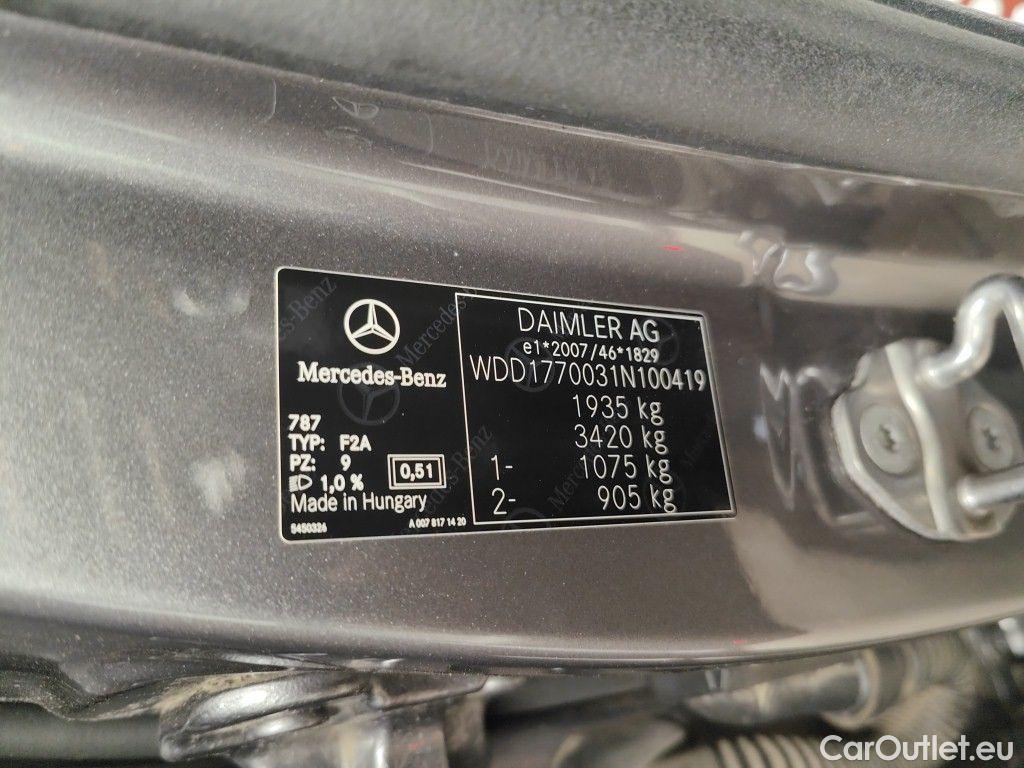 Mercedes-Benz
787
TYP: F2A
PZ: 9
1,0 %
0,51
Made in Hungary
5450326
A 007 817 14 20
DAIMLER AG
e1*2007/46*1829
WDD1770031N100419
1935 kg
3420 kg
1- 1075 kg
2- 905 kg
CarOutlet.eu